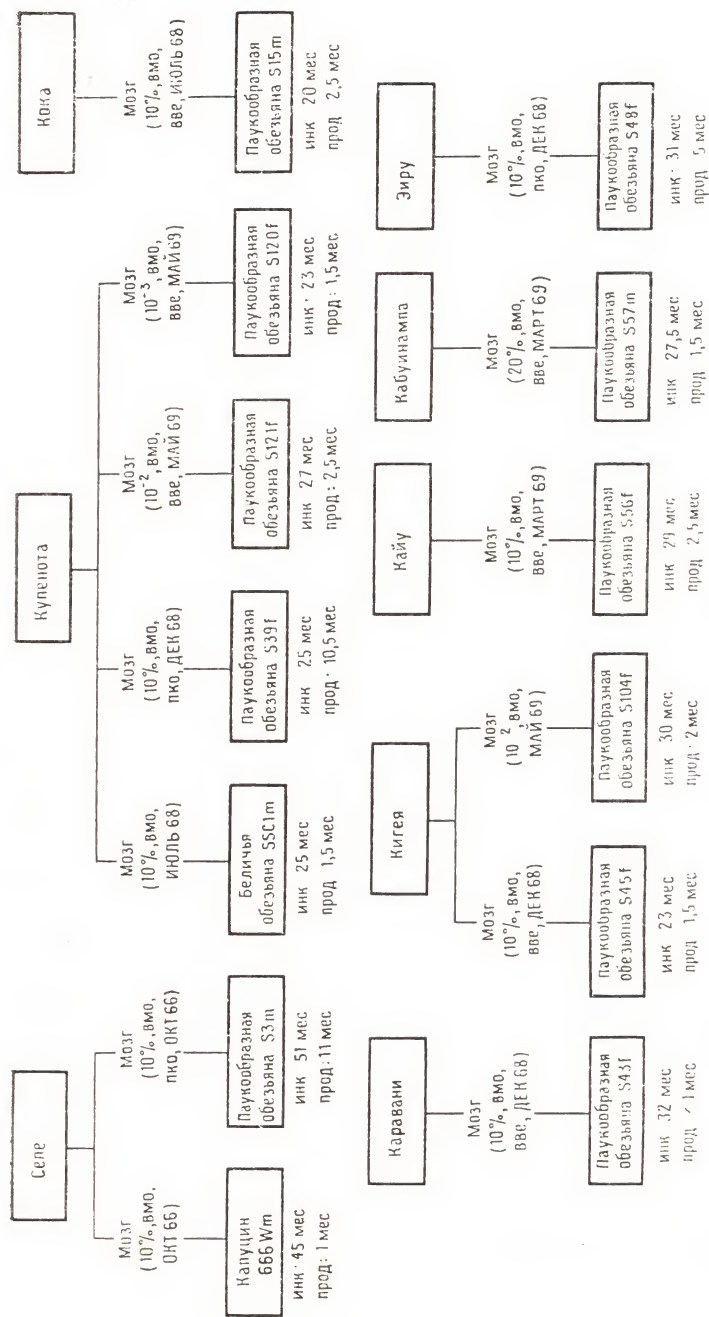 Селе
Мозг
(10%, вмо,
ОКТ 66)
Капуцин
666 Wm
инк· 45 мес
прод: 1 мес
Мозг
(10%, вмо,
пко, ОКТ 66)
Паукообразная
обезьяна S3m
инк 51 мес
прод: 11 мес
Купенота
Мозг
(10%, вмо,
ИЮЛЬ 68)
Беличья
обезьяна SSC1m
инк 25 мес
прод 1,5 мес
Мозг
(10%, вмо,
пко, ДЕК 68)
Паукообразная
обезьяна S39f
инк 25 мес
прод· 10,5 мес
Мозг
(10⁻², вмо,
вве, МАЙ 69)
Паукообразная
обезьяна S121f
инк 27 мес
прод: 2,5 мес
Мозг
(10⁻³, вмо,
вве, МАЙ 69)
Паукообразная
обезьяна S120f
инк· 23 мес
прод: 1,5 мес.
Кока
Мозг
(10%, вмо,
вве, ИЮЛЬ 68)
Паукообразная
обезьяна S15m
инк 20 мес
прод 2,5 мес
Каравани
Мозг
(10%, вмо,
вве, ДЕК 68)
Паукообразная
обезьяна S43f
инк 32 мес
прод 1 мес
Кигея
Мозг
(10%, вмо,
вве, ДЕК 68)
Паукообразная
обезьяна S45f
инк 23 мес
прод 1,5 мес
Мозг
(10 ², вмо,
МАЙ 69)
Паукообразная
обезьяна S104f
инк 30 мес
прод· 2 мес
Кайу
Мозг
(10%, вмо,
вве, МАРТ 69)
Паукообразная
обезьяна S56f
инк 29 мес
прод 2,5 мес
Кабуинампа
Мозг
(20%, вмо,
вве, МАРТ 69)
Паукообразная
обезьяна S57m
инк 27,5 мес
прод 1,5 мес
Эиру
Мозг
(10%, вмо,
пко, ДЕК 68)
Паукообразная
обезьяна S48f
инк· 31 мес
прод 5 мес